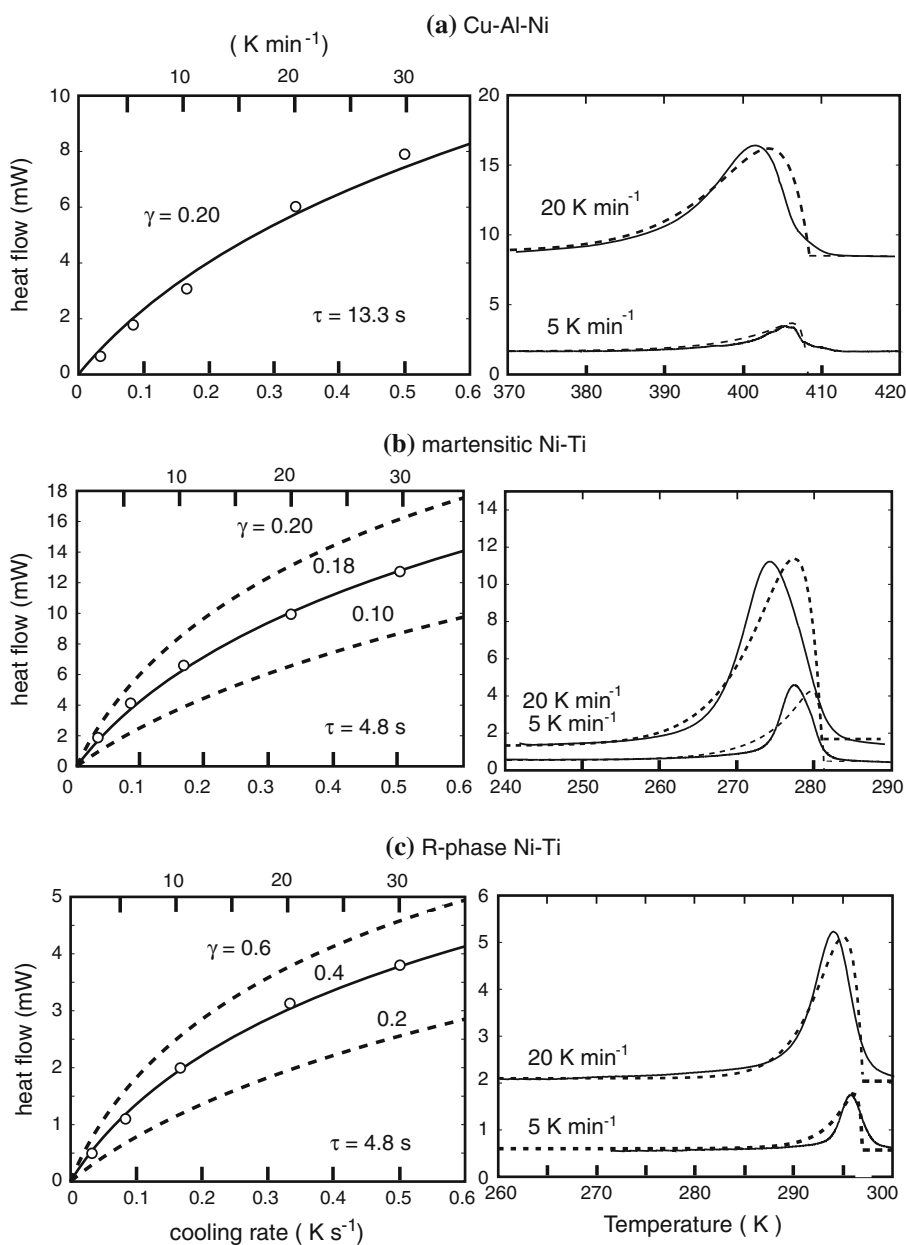 (a) Cu-Al-Ni
( K min⁻¹)
10 20 30
10
8
6
4
2
0
heat flow (mW)
γ = 0.20
τ = 13.3 s
0 0.1 0.2 0.3 0.4 0.5 0.6
20
15
10
5
0
20 K min⁻¹
5 K min⁻¹
370 380 390 400 410 420
(b) martensitic Ni-Ti
10 20 30
18
16
14
12
10
8
6
4
2
0
heat flow (mW)
γ = 0.20
0.18
0.10
τ = 4.8 s
0 0.1 0.2 0.3 0.4 0.5 0.6
14
12
10
8
6
4
2
0
20 K min⁻¹
5 K min⁻¹
240 250 260 270 280 290
(c) R-phase Ni-Ti
10 20 30
5
4
3
2
1
0
heat flow (mW)
γ = 0.6
0.4
0.2
τ = 4.8 s
0 0.1 0.2 0.3 0.4 0.5 0.6
cooling rate ( K s⁻¹)
6
5
4
3
2
1
0
20 K min⁻¹
5 K min⁻¹
260 270 280 290 300
Temperature ( K )